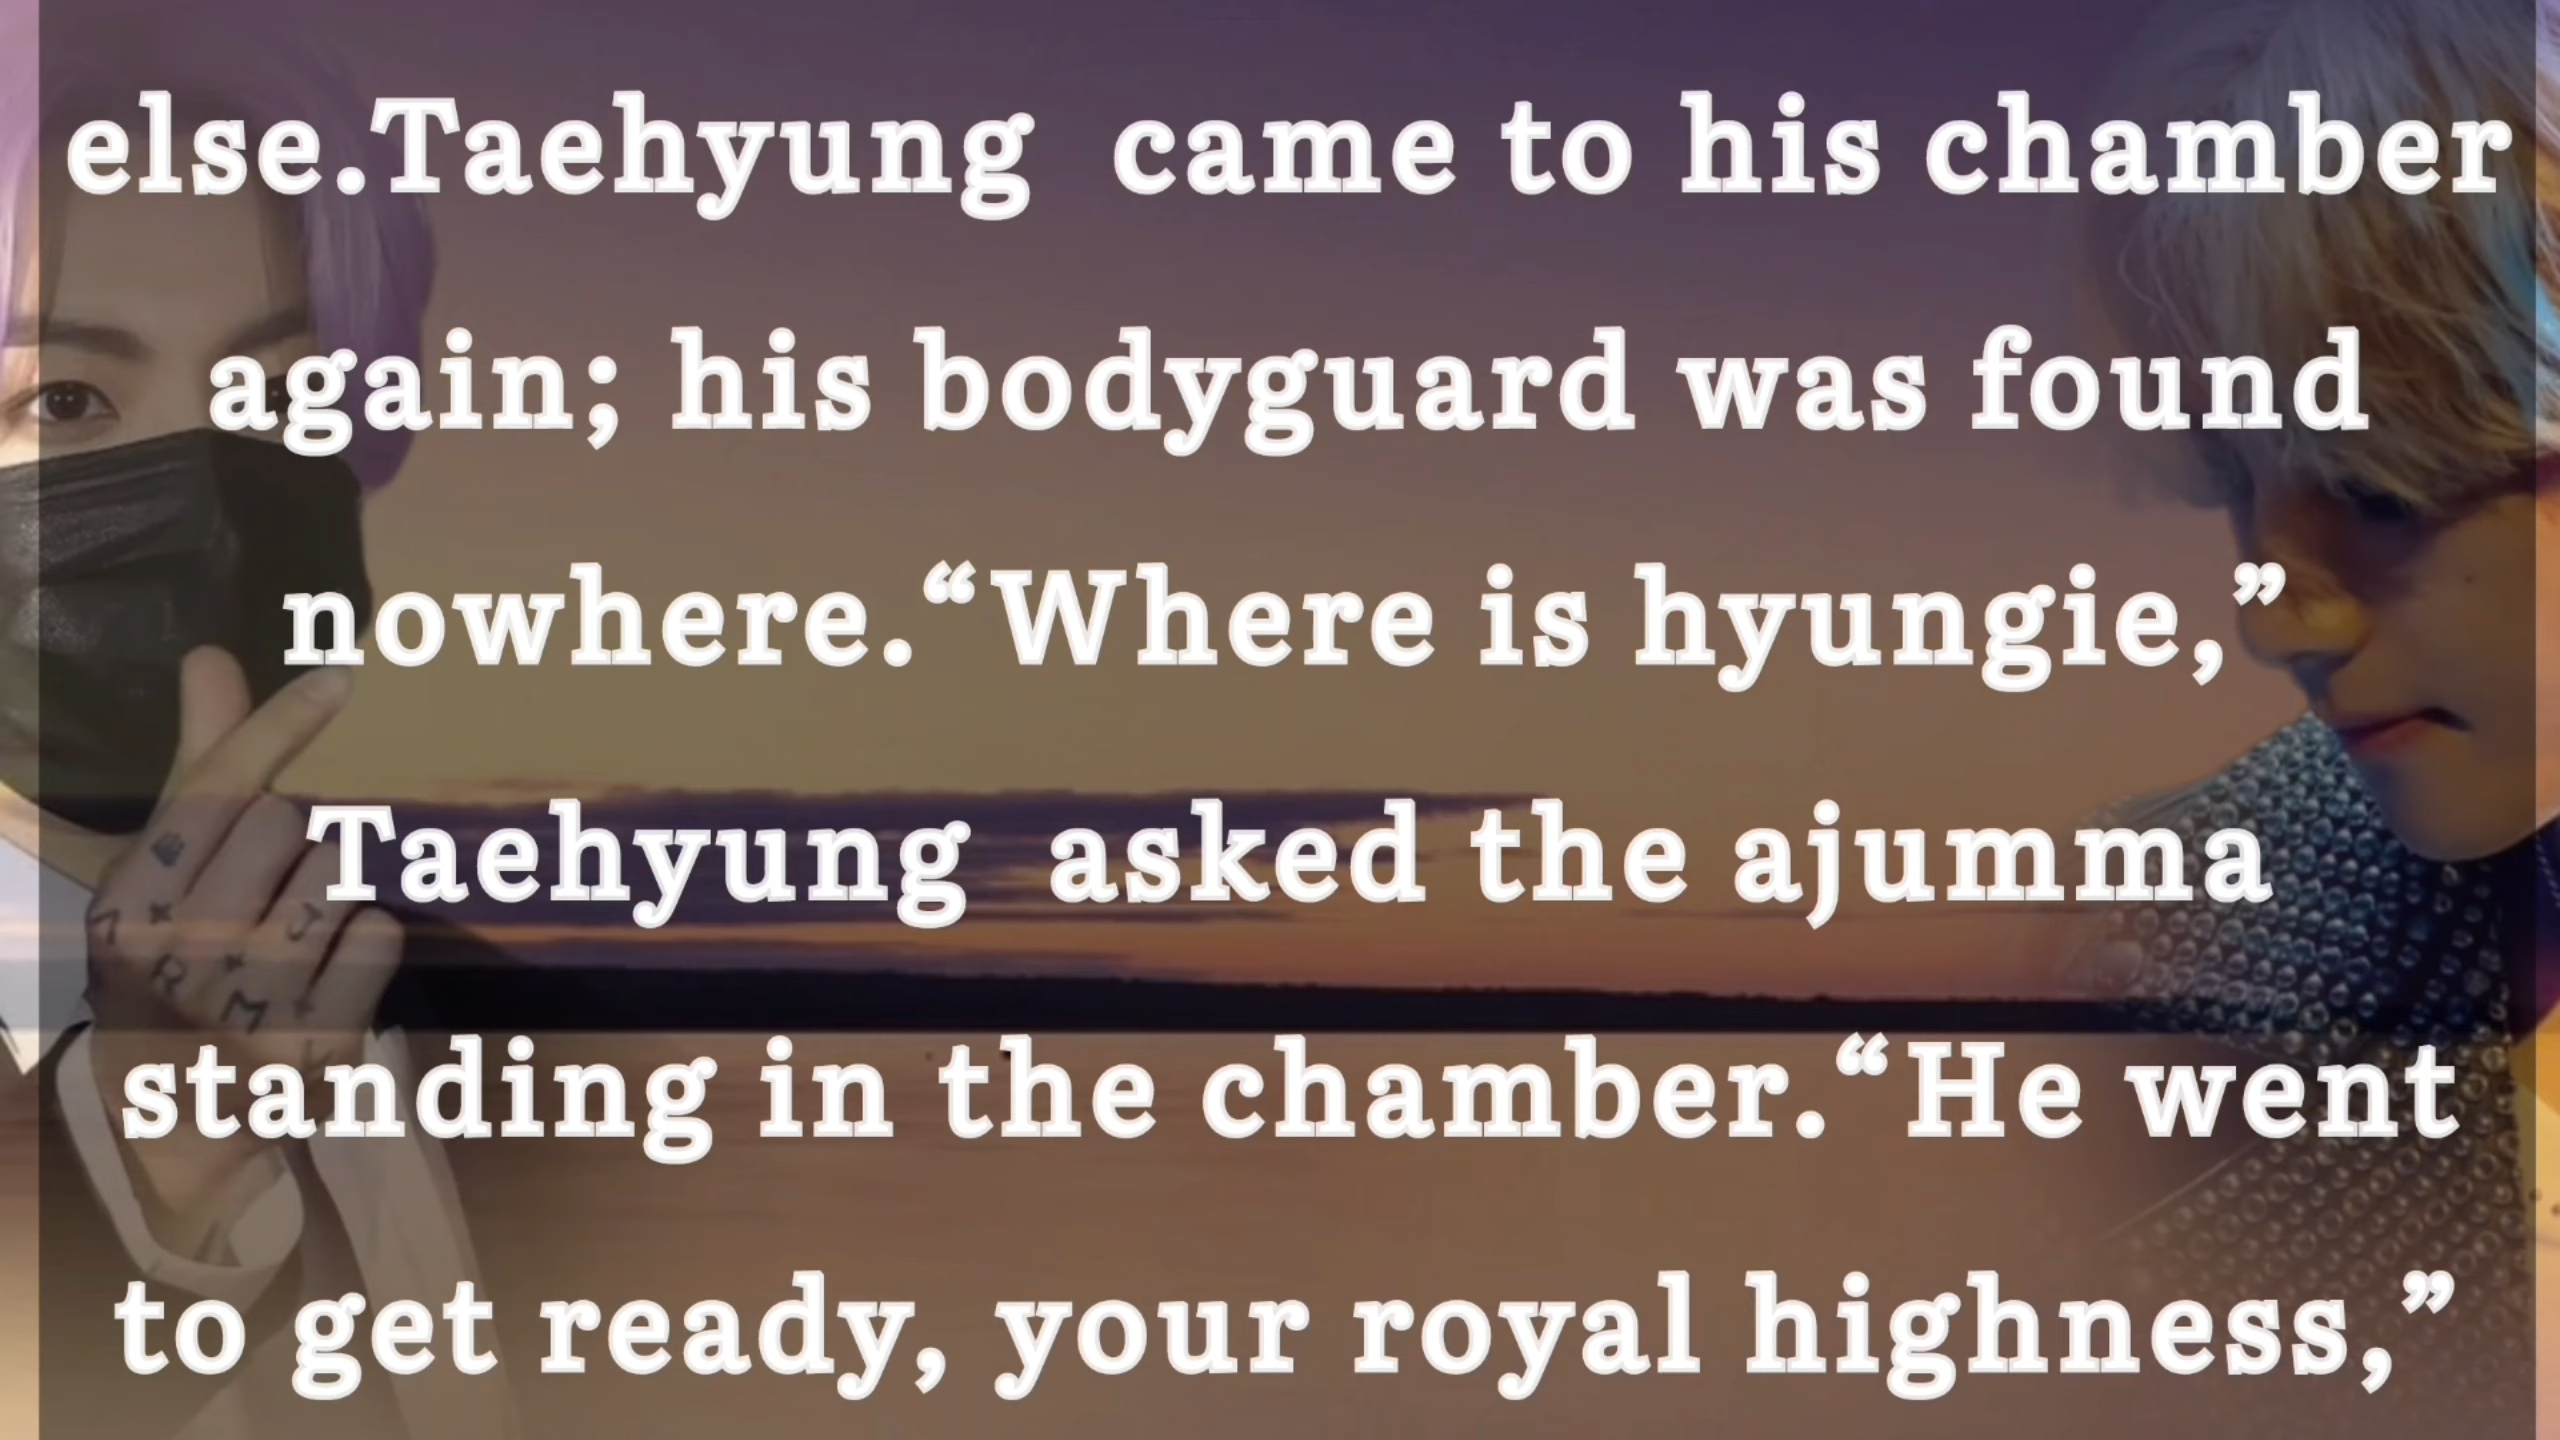 else.Taehyung  came to his chamber
again; his bodyguard was found
nowhere.“Where is hyungie,”
Taehyung  asked the ajumma
standing in the chamber.“He went
to get ready, your royal highness,”